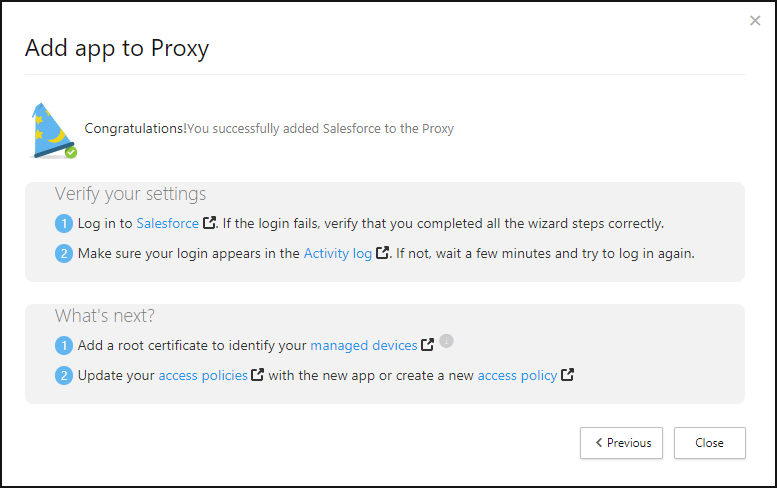 Add app to Proxy
Congratulations!You successfully added Salesforce to the Proxy
Verify your settings
1 Log in to Salesforce. If the login fails, verify that you completed all the wizard steps correctly.
2 Make sure your login appears in the Activity log. If not, wait a few minutes and try to log in again.
What's next?
1 Add a root certificate to identify your managed devices
2 Update your access policies with the new app or create a new access policy
Previous Close